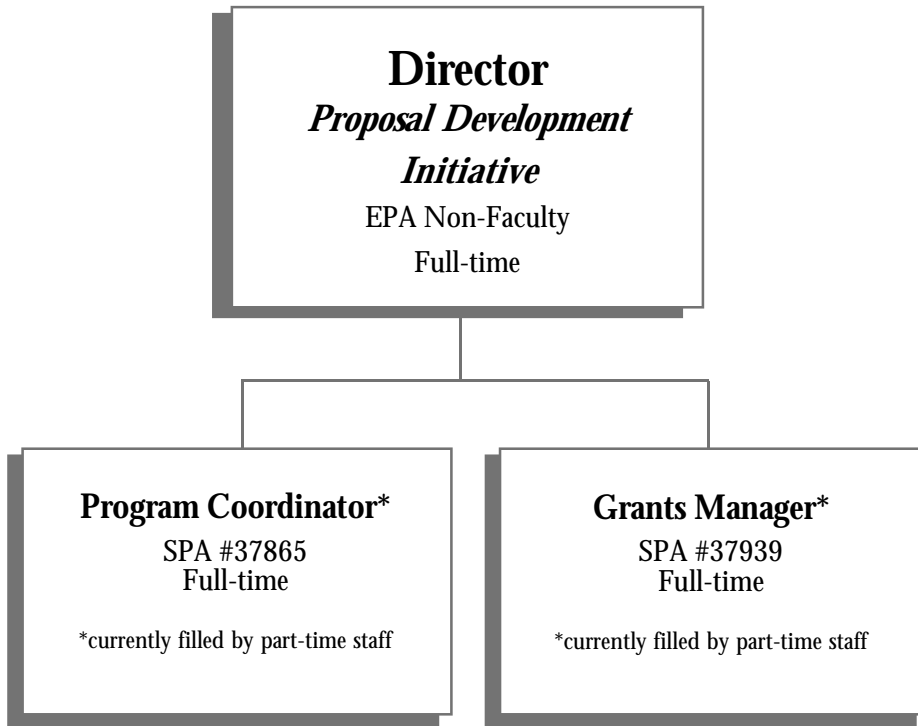 Director
Proposal Development
Initiative
EPA Non-Faculty
Full-time
Program Coordinator*
SPA #37865
Full-time
*currently filled by part-time staff
Grants Manager*
SPA #37939
Full-time
*currently filled by part-time staff